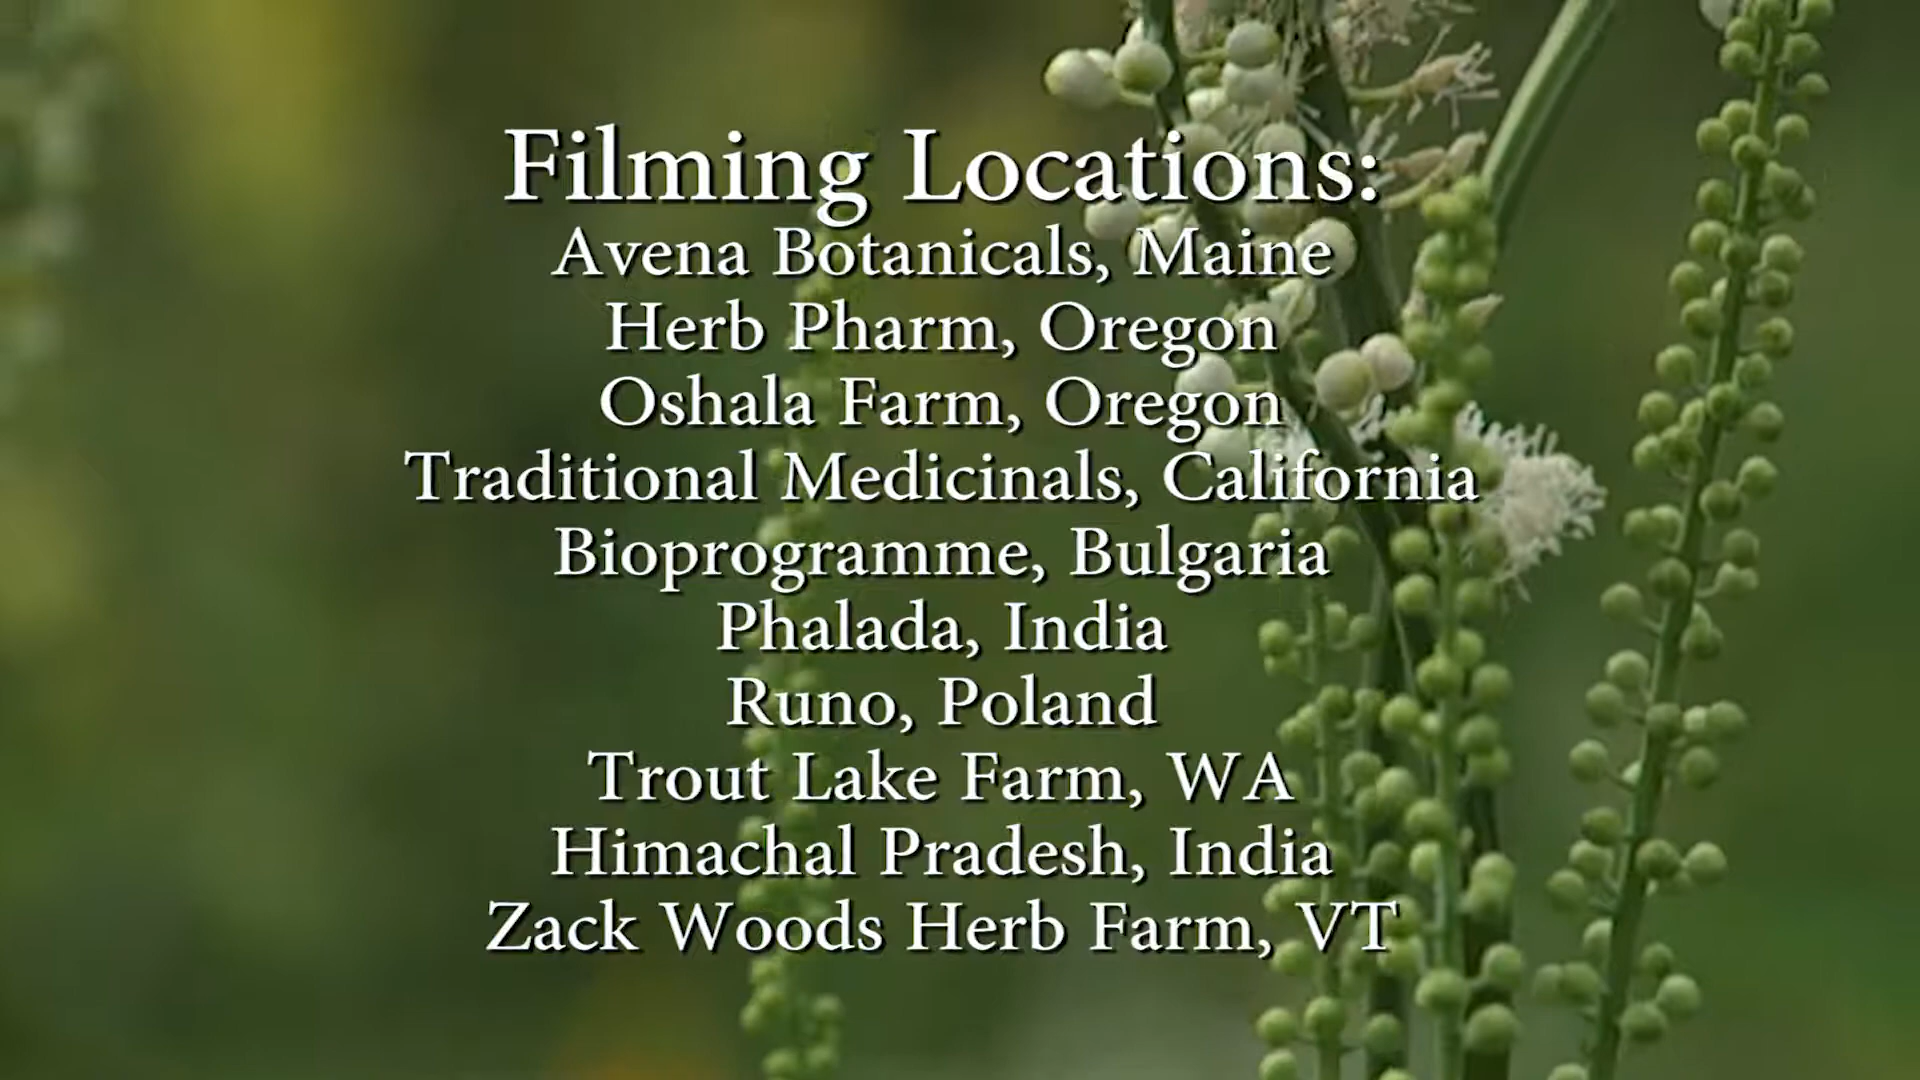 Filming Locations:
Avena Botanicals, Maine
Herb Pharm, Oregon
Oshala Farm, Oregon
Traditional Medicinals, California
Bioprogramme, Bulgaria
Phalada, India
Runo, Poland
Trout Lake Farm, WA
Himachal Pradesh, India
Zack Woods Herb Farm, VT